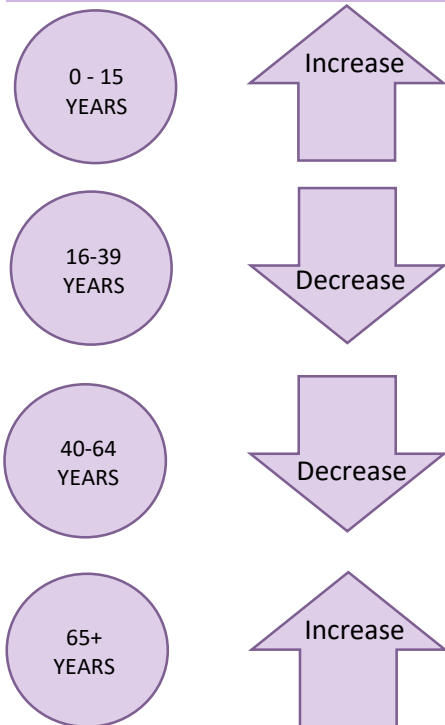 0 - 15
YEARS
Increase
16-39
YEARS
Decrease
40-64
YEARS
Decrease
65+
YEARS
Increase